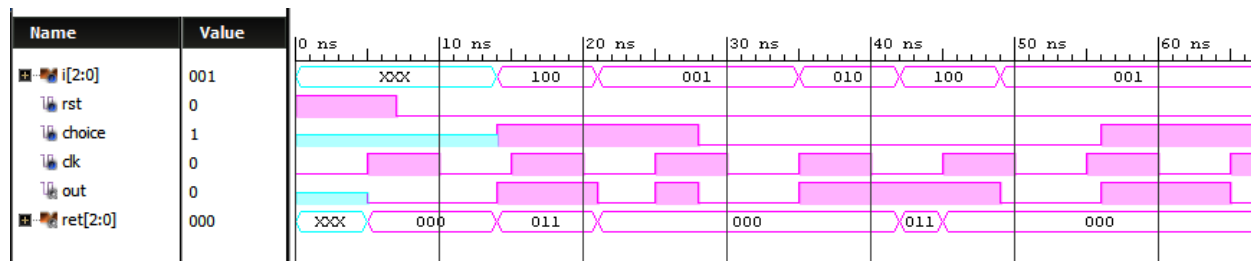 Name Value 0 ns 10 ns 20 ns 30 ns 40 ns 50 ns 60 ns
i[2:0] 001 XXX 100 001 010 100 001
rst 0
choice 1
clk 0
out 0
ret[2:0] 000 XXX 000 011 000 011 000